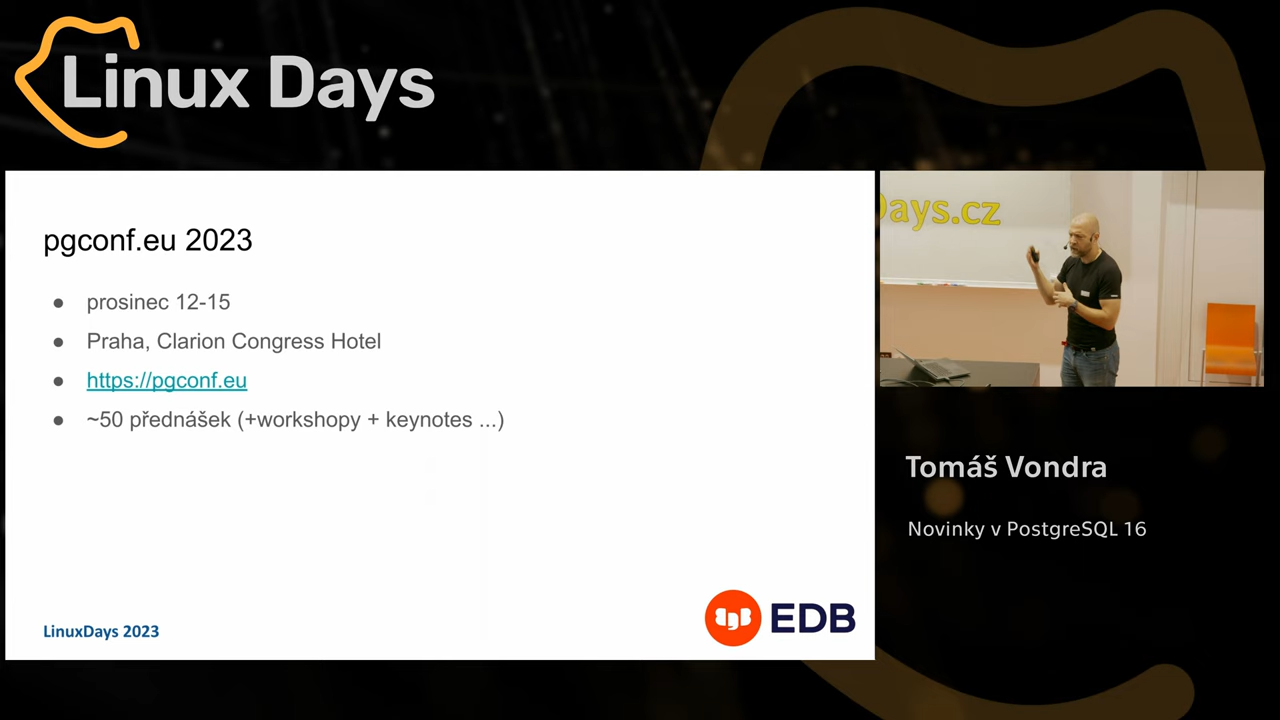 Linux Days
pgconf.eu 2023
prosinec 12-15
Praha, Clarion Congress Hotel
https://pgconf.eu
~50 přednášek (+workshopy + keynotes ...)
LinuxDays 2023
EDB
Days.cz
Tomáš Vondra
Novinky v PostgreSQL 16